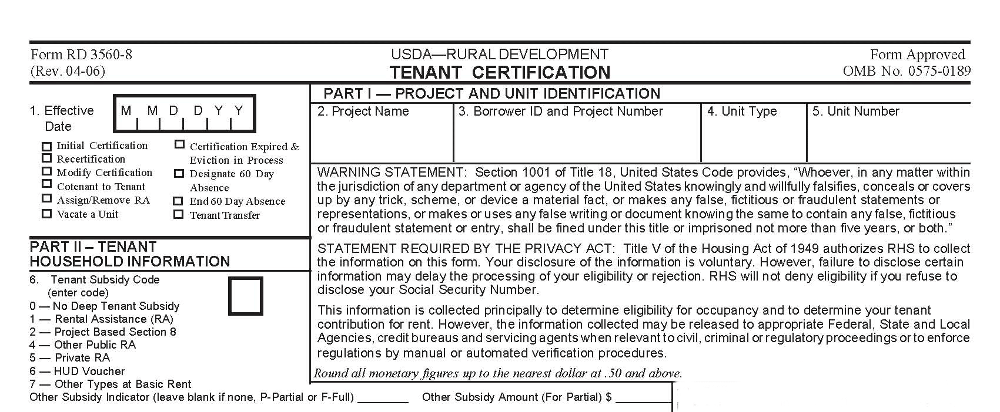 Form RD 3560-8
(Rev. 04-06)
USDA—RURAL DEVELOPMENT
TENANT CERTIFICATION
Form Approved
OMB No. 0575-0189
1. Effective
Date
M M D D Y Y
Initial Certification
Recertification
Modify Certification
Cotenant to Tenant
Assign/Remove RA
Vacate a Unit
Certification Expired &
Eviction in Process
Designate 60 Day
Absence
End 60 Day Absence
Tenant Transfer
PART I — PROJECT AND UNIT IDENTIFICATION
2. Project Name
3. Borrower ID and Project Number
4. Unit Type
5. Unit Number
WARNING STATEMENT: Section 1001 of Title 18, United States Code provides, “Whoever, in any matter within
the jurisdiction of any department or agency of the United States knowingly and willfully falsifies, conceals or covers
up by any trick, scheme, or device a material fact, or makes any false, fictitious or fraudulent statements or
representations, or makes or uses any false writing or document knowing the same to contain any false, fictitious
or fraudulent statement or entry, shall be fined under this title or imprisoned not more than five years, or both.”
STATEMENT REQUIRED BY THE PRIVACY ACT: Title V of the Housing Act of 1949 authorizes RHS to collect
the information on this form. Your disclosure of the information is voluntary. However, failure to disclose certain
information may delay the processing of your eligibility or rejection. RHS will not deny eligibility if you refuse to
disclose your Social Security Number.
This information is collected principally to determine eligibility for occupancy and to determine your tenant
contribution for rent. However, the information collected may be released to appropriate Federal, State and Local
Agencies, credit bureaus and servicing agents when relevant to civil, criminal or regulatory proceedings or to enforce
regulations by manual or automated verification procedures.
Round all monetary figures up to the nearest dollar at .50 and above.
PART II – TENANT
HOUSEHOLD INFORMATION
6. Tenant Subsidy Code
(enter code)
0 — No Deep Tenant Subsidy
1 — Rental Assistance (RA)
2 — Project Based Section 8
4 — Other Public RA
5 — Private RA
6 — HUD Voucher
7 — Other Types at Basic Rent
Other Subsidy Indicator (leave blank if none, P-Partial or F-Full) ________ Other Subsidy Amount (For Partial) $ _________